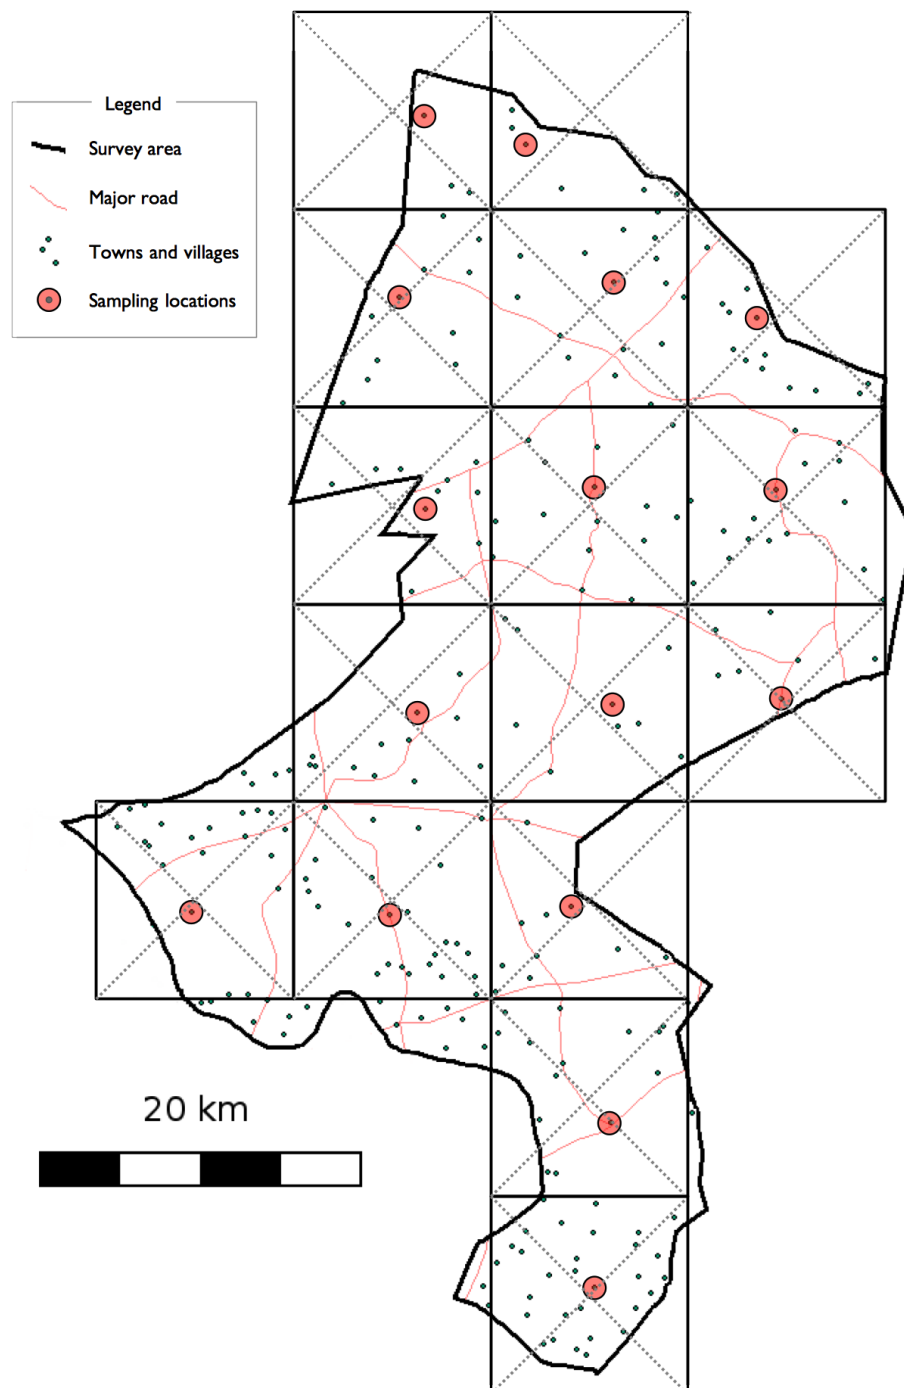 Legend
Survey area
Major road
Towns and villages
Sampling locations
20 km